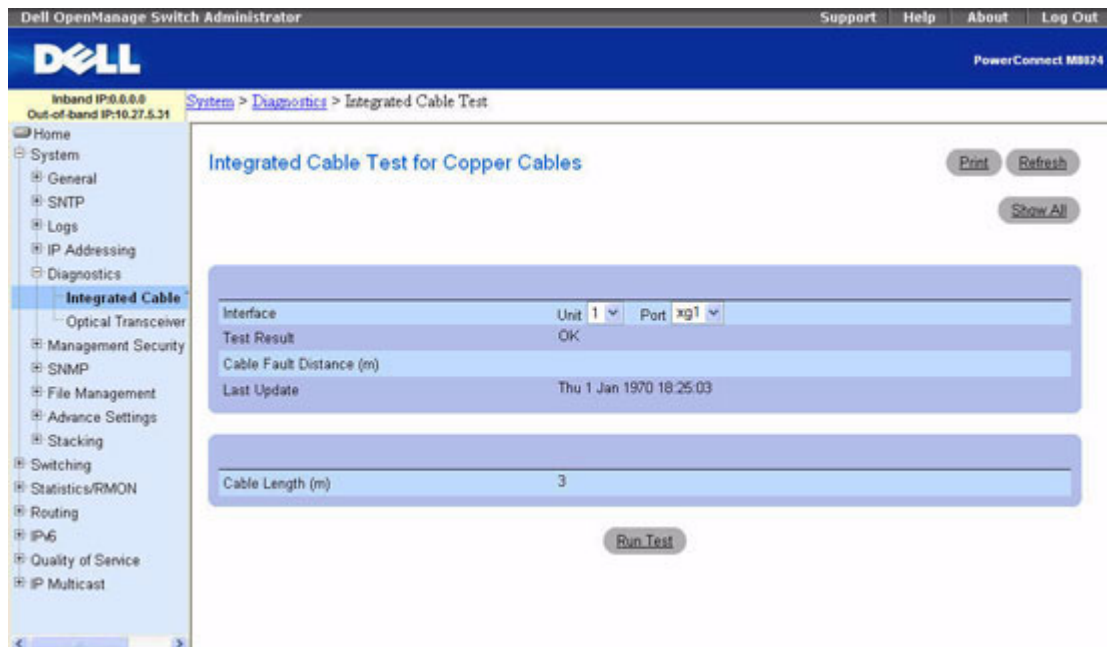 Dell OpenManage Switch Administrator
Support Help About Log Out
DELL
PowerConnect M8024
Inband IP:0.0.0.0
Out-of-band IP:10.27.5.31
System > Diagnostics > Integrated Cable Test
Home
System
General
SNTP
Logs
IP Addressing
Diagnostics
Integrated Cable
Optical Transceiver
Management Security
SNMP
File Management
Advance Settings
Stacking
Switching
Statistics/RMON
Routing
IPv6
Quality of Service
IP Multicast
Integrated Cable Test for Copper Cables
Print Refresh
Show All
Interface Unit 1 Port xg1
Test Result OK
Cable Fault Distance (m)
Last Update Thu 1 Jan 1970 18:25:03
Cable Length (m) 3
Run Test